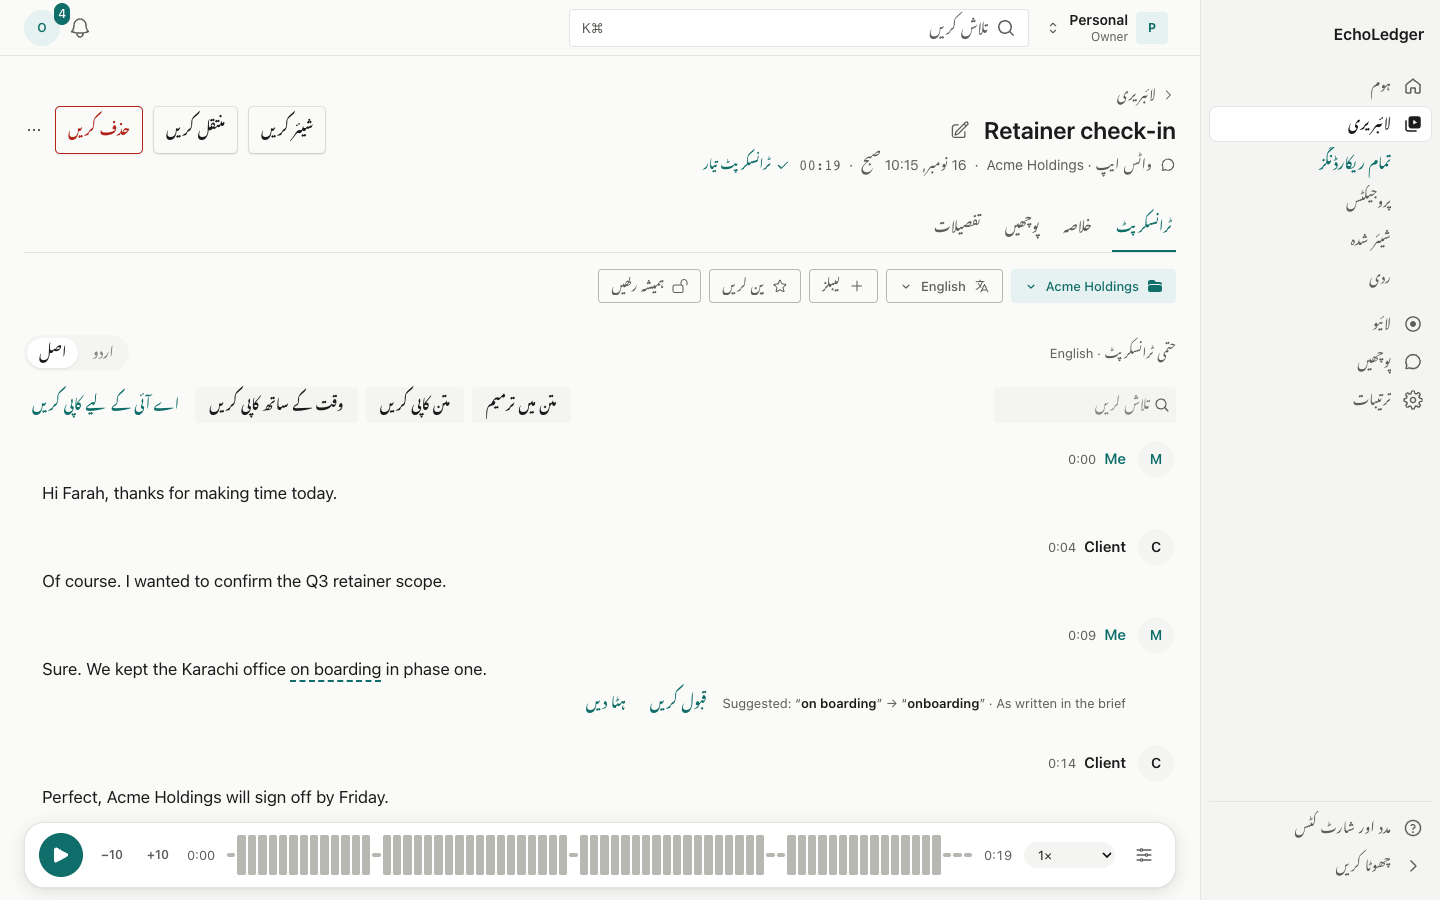 EchoLedger
ہوم
لائبریری
تمام ریکارڈنگز
پروجیکٹس
شیئر شدہ
ردی
لائیو
پوچھیں
ترتیبات
مدد اور شارٹ کٹس
چھوٹا کریں
P Personal
Owner
تلاش کریں K⌘
4
O
لائبریری
Retainer check-in
واٹس ایپ · Acme Holdings · 16 نومبر, 10:15 صبح · 00:19 ٹرانسکرپٹ تیار
شیئر کریں منتقل کریں حذف کریں ···
ٹرانسکرپٹ خلاصہ پوچھیں تفصیلات
Acme Holdings English لیبلز پن کریں ہمیشہ رکھیں
حتمی ٹرانسکرپٹ · English اردو اصل
تلاش کریں متن میں ترمیم متن کاپی کریں وقت کے ساتھ کاپی کریں اے آئی کے لیے کاپی کریں
M Me 0:00
Hi Farah, thanks for making time today.
C Client 0:04
Of course. I wanted to confirm the Q3 retainer scope.
M Me 0:09
Sure. We kept the Karachi office on boarding in phase one.
Suggested: “on boarding” → “onboarding” · As written in the brief قبول کریں ہٹا دیں
C Client 0:14
Perfect, Acme Holdings will sign off by Friday.
−10 +10 0:00 0:19 1×